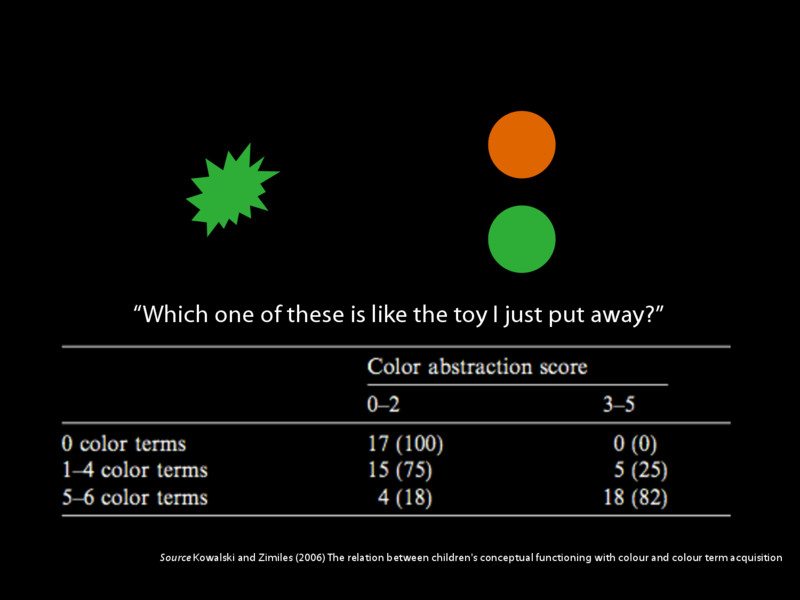 “Which one of these is like the toy I just put away?”
Color abstraction score
0–2 3–5
0 color terms 17 (100) 0 (0)
1–4 color terms 15 (75) 5 (25)
5–6 color terms 4 (18) 18 (82)
Source Kowalski and Zimiles (2006) The relation between children's conceptual functioning with colour and colour term acquisition